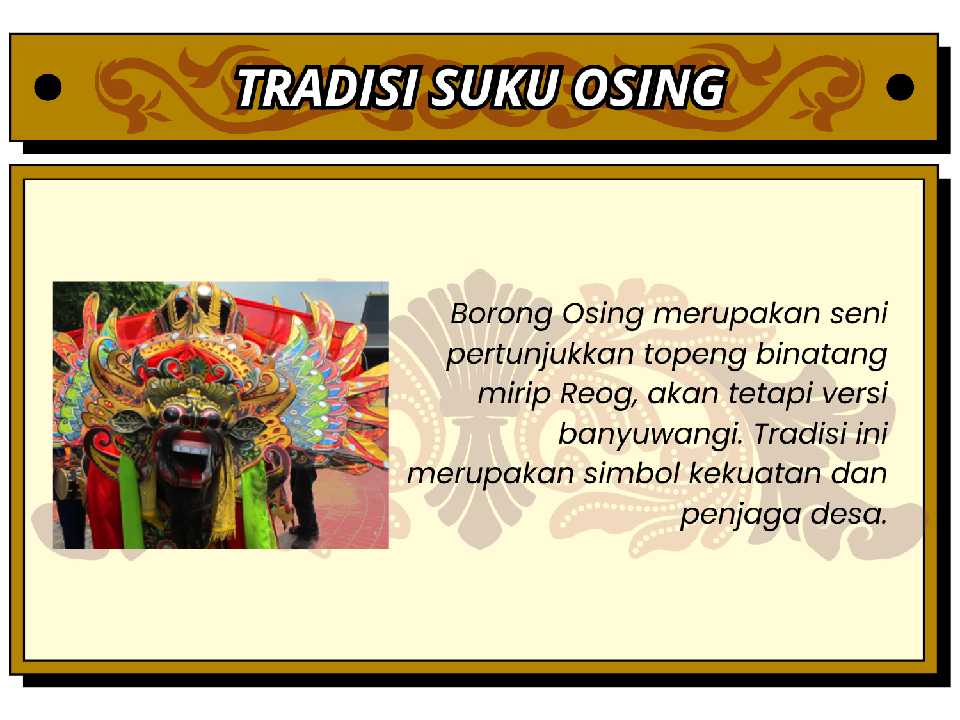 TRADISI SUKU OSING
Borong Osing merupakan seni
pertunjukkan topeng binatang
mirip Reog, akan tetapi versi
banyuwangi. Tradisi ini
merupakan simbol kekuatan dan
penjaga desa.